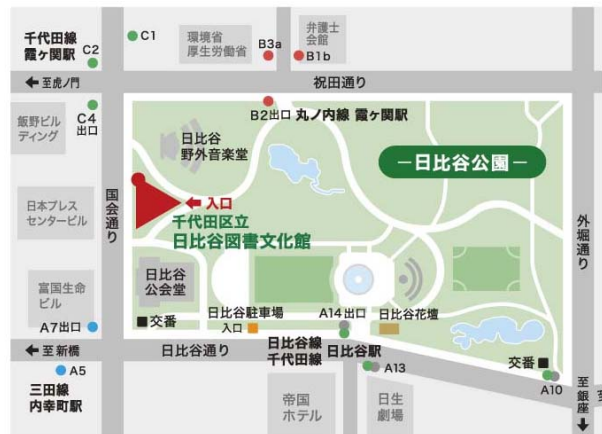 千代田線
霞ヶ関駅
C2
C1
環境省
厚生労働省
B3a
弁護士
会館
B1b
至虎ノ門
祝田通り
飯野ビル
ディング
C4
出口
B2出口 丸ノ内線 霞ヶ関駅
日比谷
野外音楽堂
日比谷公園
国会通り
外堀通り
日本プレス
センタービル
入口
千代田区立
日比谷図書文化館
日比谷
公会堂
富国生命
ビル
A7出口
交番
日比谷駐車場
入口
A14出口
日比谷花壇
至新橋
日比谷通り
日比谷線
千代田線
日比谷駅
A13
交番
A10
A5
三田線
内幸町駅
帝国
ホテル
日生
劇場
至銀座
至